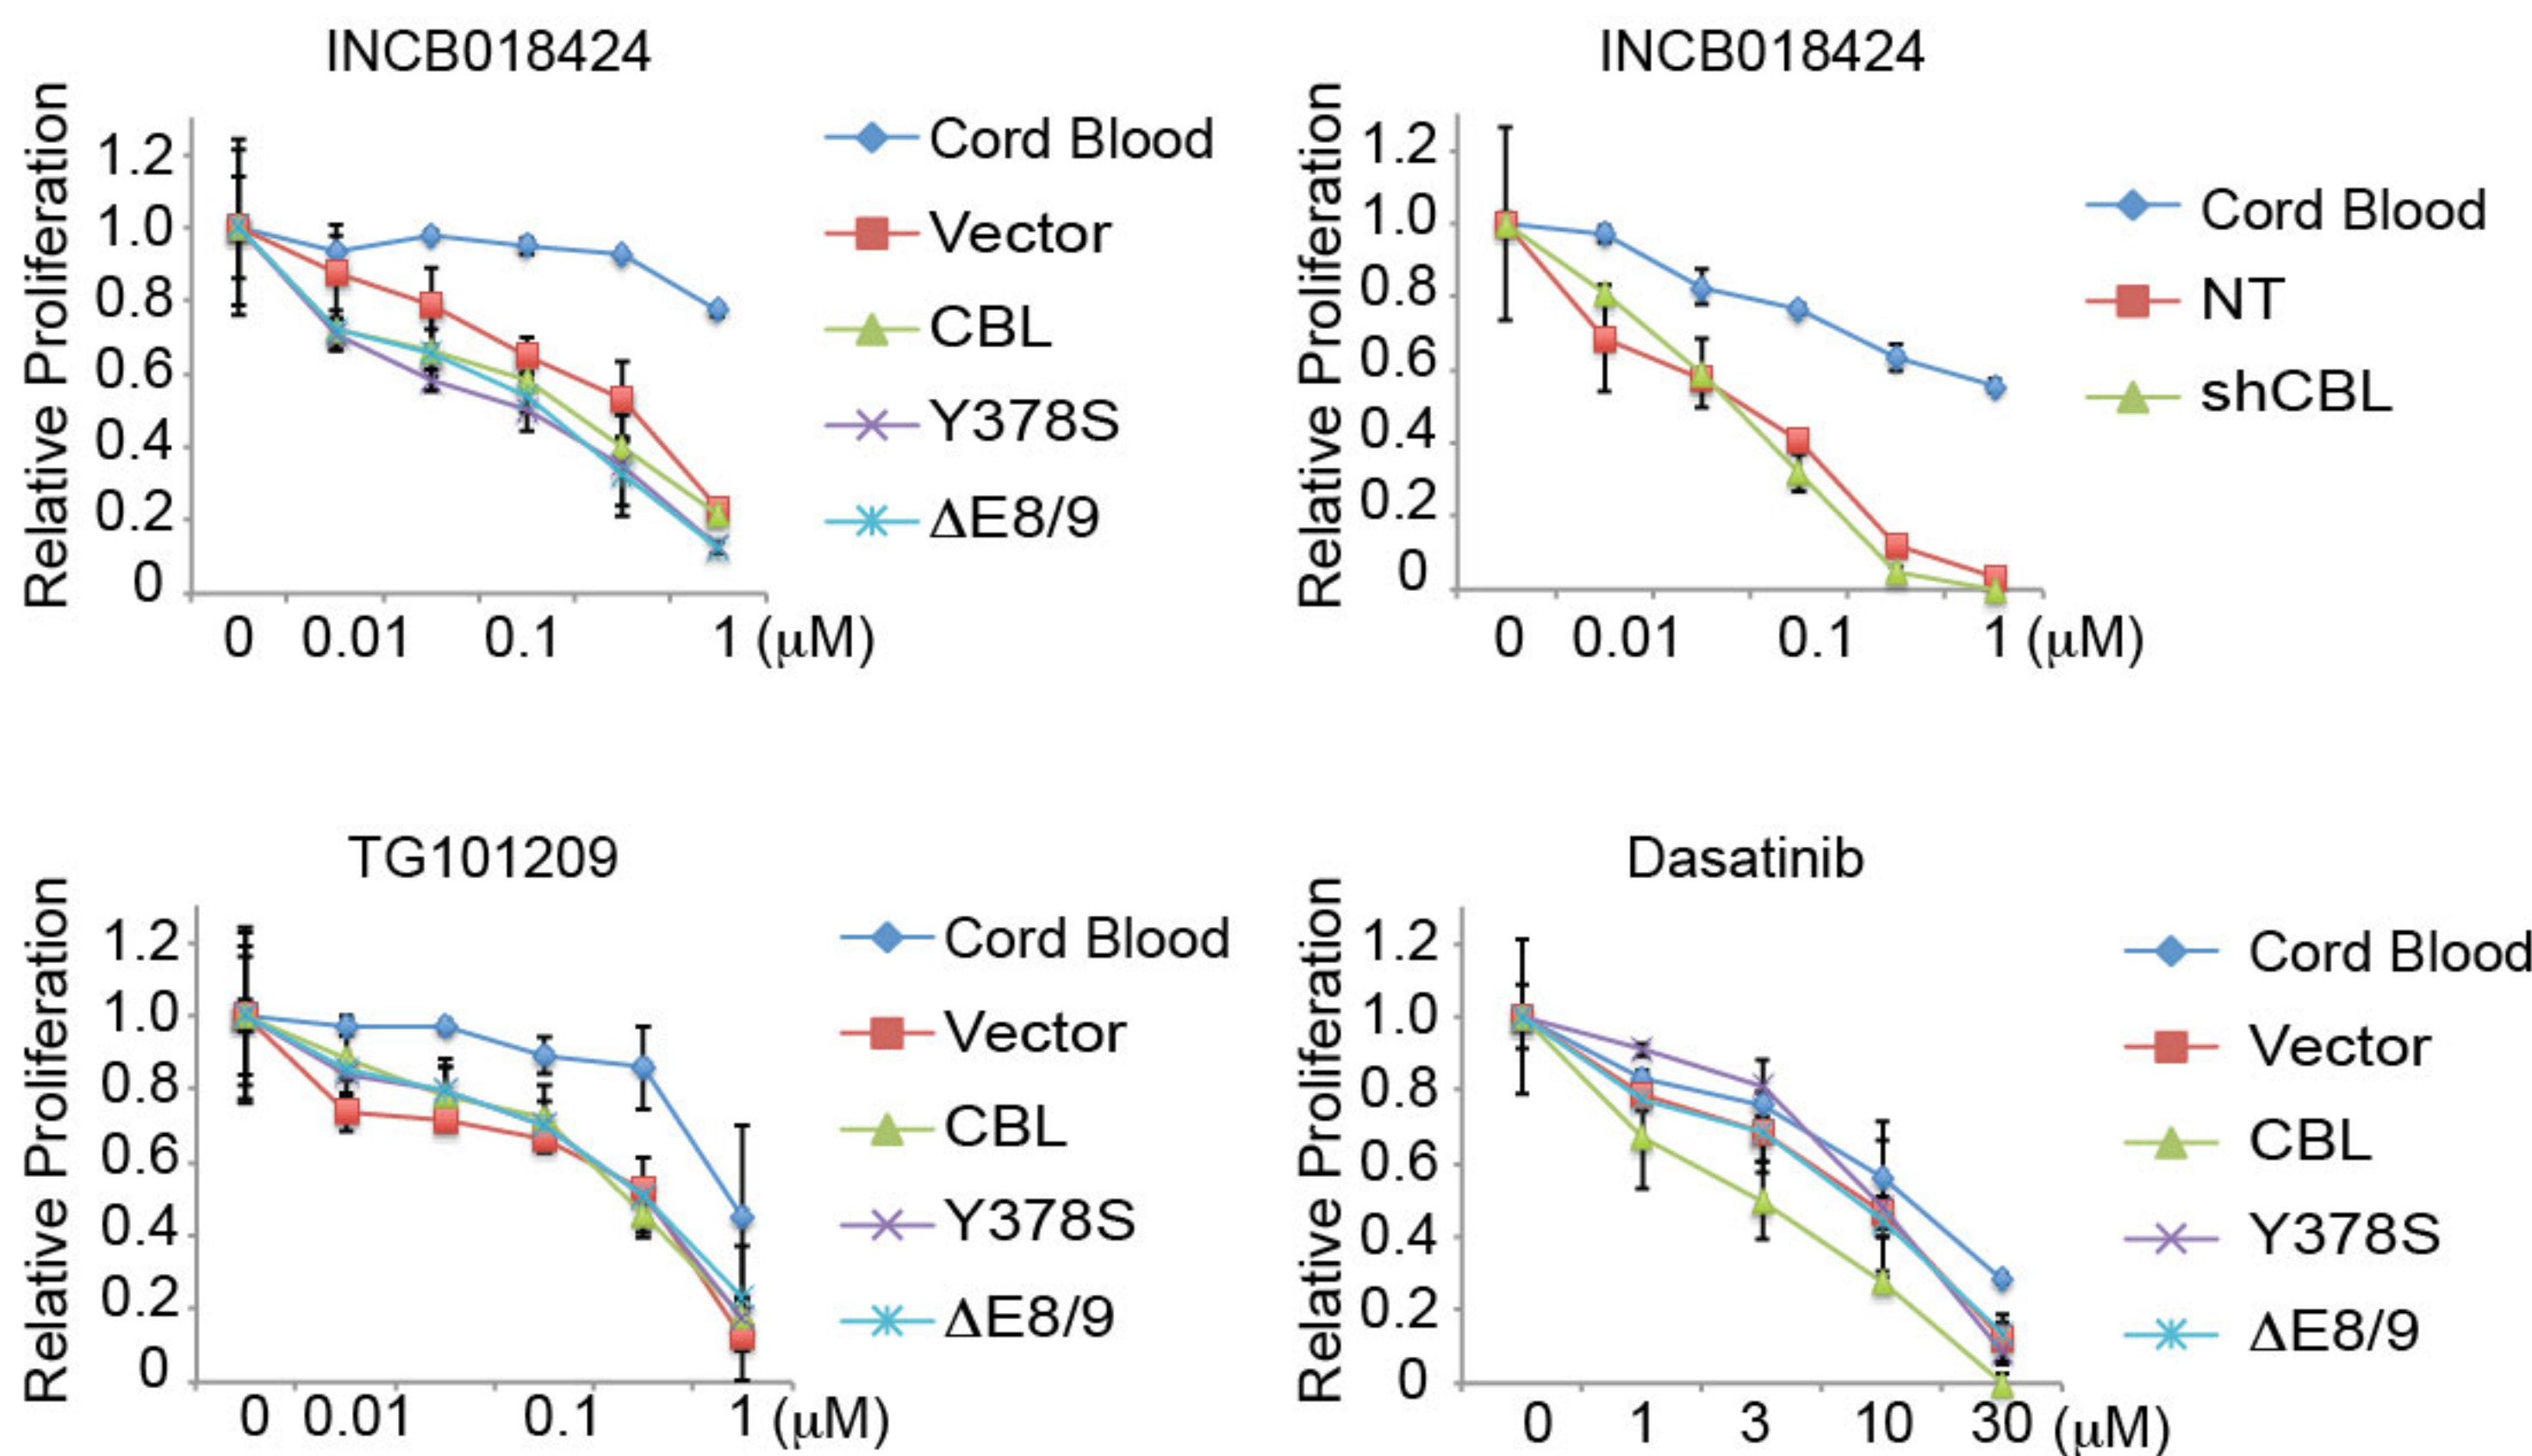 INCB018424
Relative Proliferation
1.2
1.0
0.8
0.6
0.4
0.2
0
0 0.01 0.1 1 (μM)
Cord Blood
Vector
CBL
Y378S
ΔE8/9
INCB018424
Relative Proliferation
1.2
1.0
0.8
0.6
0.4
0.2
0
0 0.01 0.1 1 (μM)
Cord Blood
NT
shCBL
TG101209
Relative Proliferation
1.2
1.0
0.8
0.6
0.4
0.2
0
0 0.01 0.1 1 (μM)
Cord Blood
Vector
CBL
Y378S
ΔE8/9
Dasatinib
Relative Proliferation
1.2
1.0
0.8
0.6
0.4
0.2
0
0 1 3 10 30 (μM)
Cord Blood
Vector
CBL
Y378S
ΔE8/9